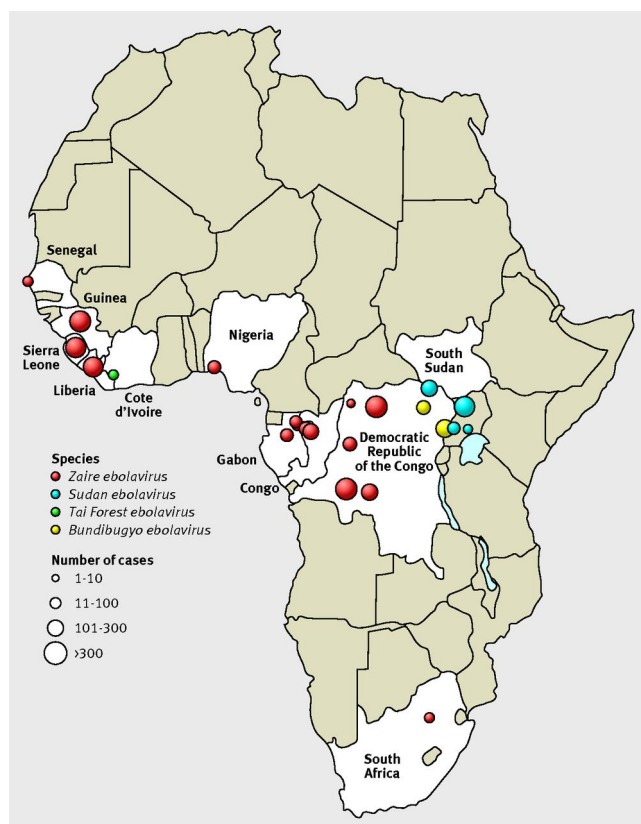 Senegal
Guinea
Sierra
Leone
Liberia
Cote
d'Ivoire
Nigeria
South
Sudan
Democratic
Republic
of the Congo
Gabon
Congo
South
Africa
Species
Zaire ebolavirus
Sudan ebolavirus
Tai Forest ebolavirus
Bundibugyo ebolavirus
Number of cases
1-10
11-100
101-300
>300